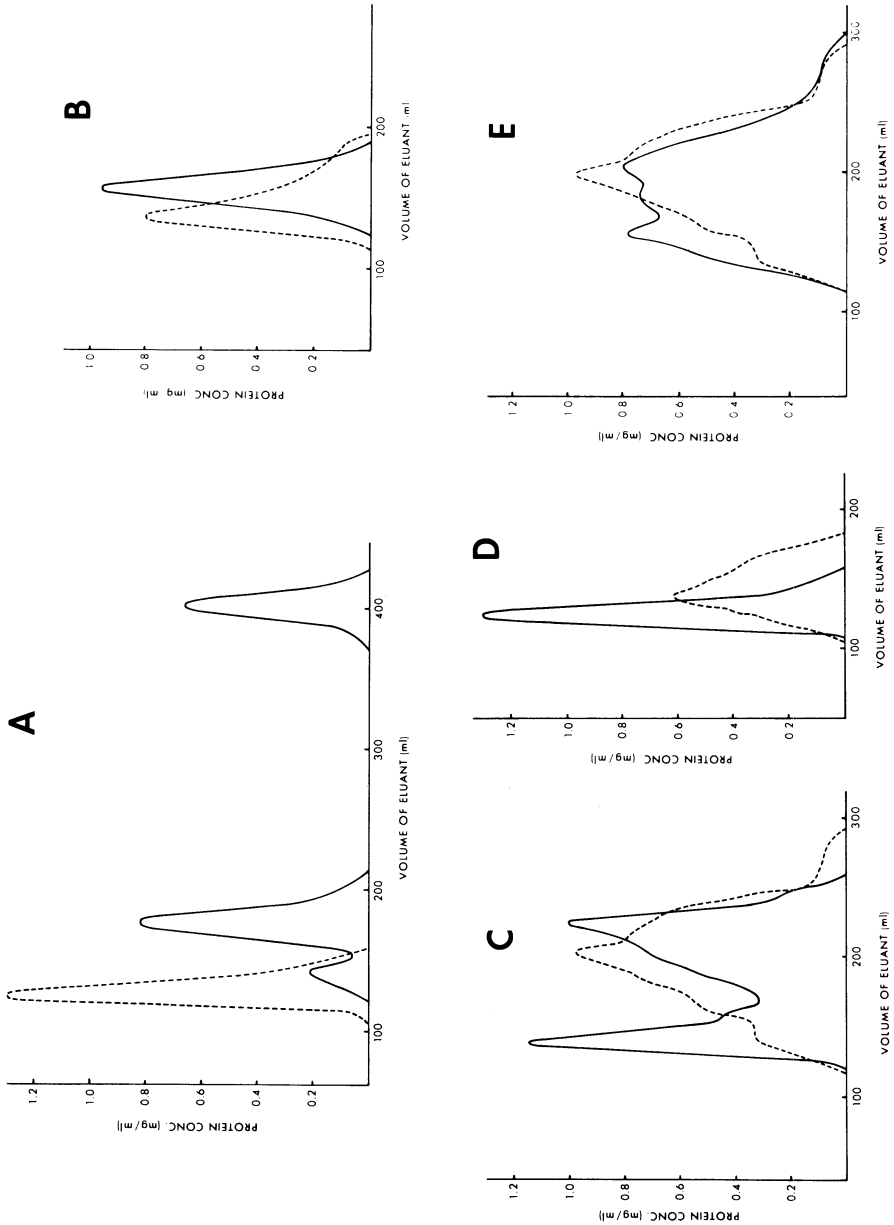 A
PROTEIN CONC. (mg/ml)
1.2
1.0
0.8
0.6
0.4
0.2
100
200
300
400
VOLUME OF ELUANT (ml)
B
PROTEIN CONC (mg ml)
1 0
0 8
0 6
0 4
0 2
100
200
VOLUME OF ELUANT ml
C
PROTEIN CONC. (mg/ml)
1.2
1.0
0.8
0.6
0.4
0.2
100
200
300
VOLUME OF ELUANT (ml)
D
PROTEIN CONC (mg/ml)
1.2
1.0
0.8
0.6
0.4
0.2
100
200
VOLUME OF ELUANT (ml)
E
PROTEIN CONC (mg/ml)
1 2
1 0
0 8
0 6
0 4
0 2
100
200
300
VOLUME OF ELUANT (ml)